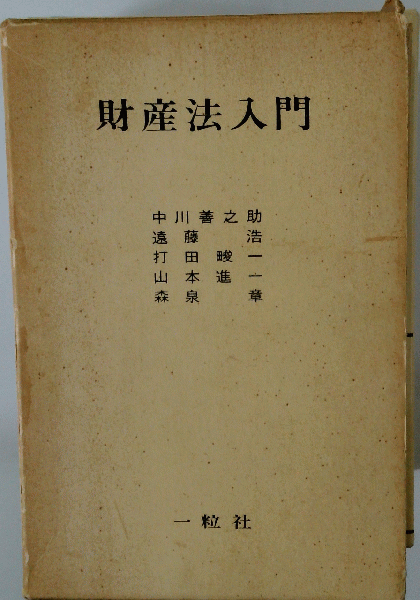 財産法入門
中川善之助
遠藤浩
打田畯一
山本進一
森泉章
一粒社